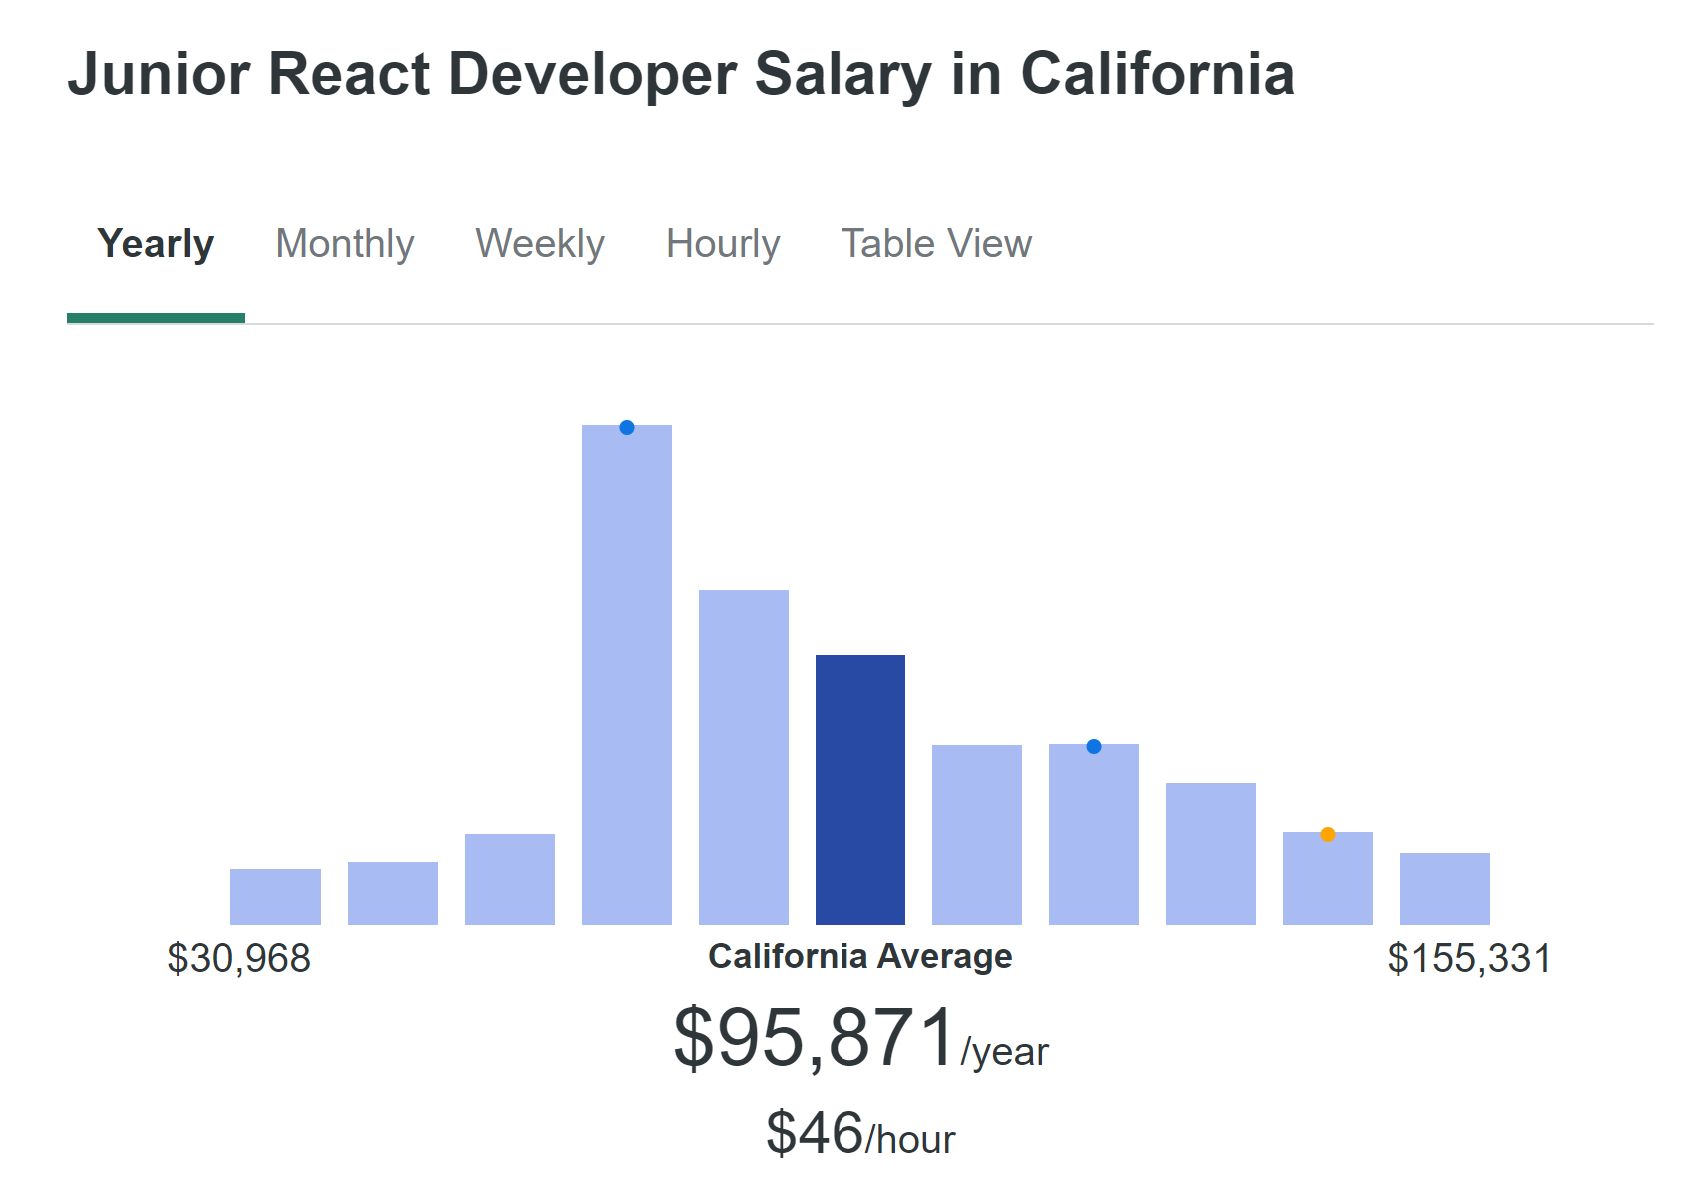 Junior React Developer Salary in California
Yearly Monthly Weekly Hourly Table View
$30,968 California Average $155,331
$95,871/year
$46/hour